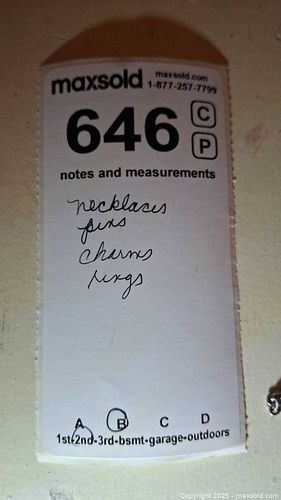 maxsold maxsold.com
1-877-257-7799
646 C
P
notes and measurements
necklaces
pins
charms
rings
A B C D
1st-2nd-3rd-bsmt-garage-outdoors
Copyright 2025 - maxsold.com